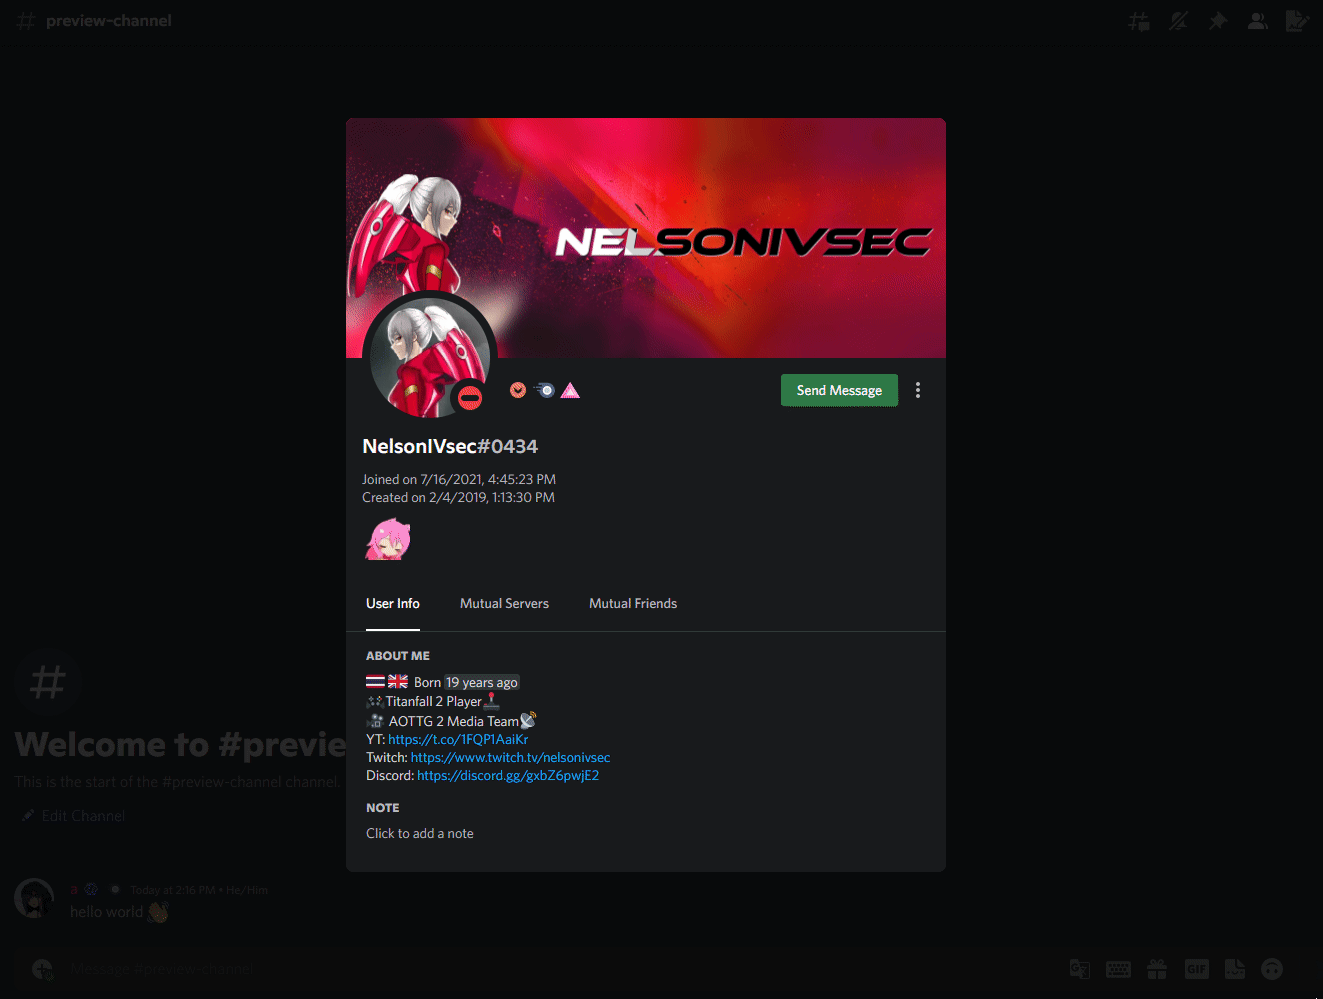 preview-channel
NELSONIVSEC
Send Message
NelsonIVsec#0434
Joined on 7/16/2021, 4:45:23 PM
Created on 2/4/2019, 1:13:30 PM
User Info
Mutual Servers
Mutual Friends
ABOUT ME
Born 19 years ago
Titanfall 2 Player
AOTTG 2 Media Team
YT: https://t.co/1FQP1AaiKr
Twitch: https://www.twitch.tv/nelsonivsec
Discord: https://discord.gg/gxbZ6pwjE2
NOTE
Click to add a note
Welcome to #previe
This is the start of the #preview-channel channel.
Edit Channel
a Today at 2:16 PM • He/Him
hello world
Message #preview-channel
GIF